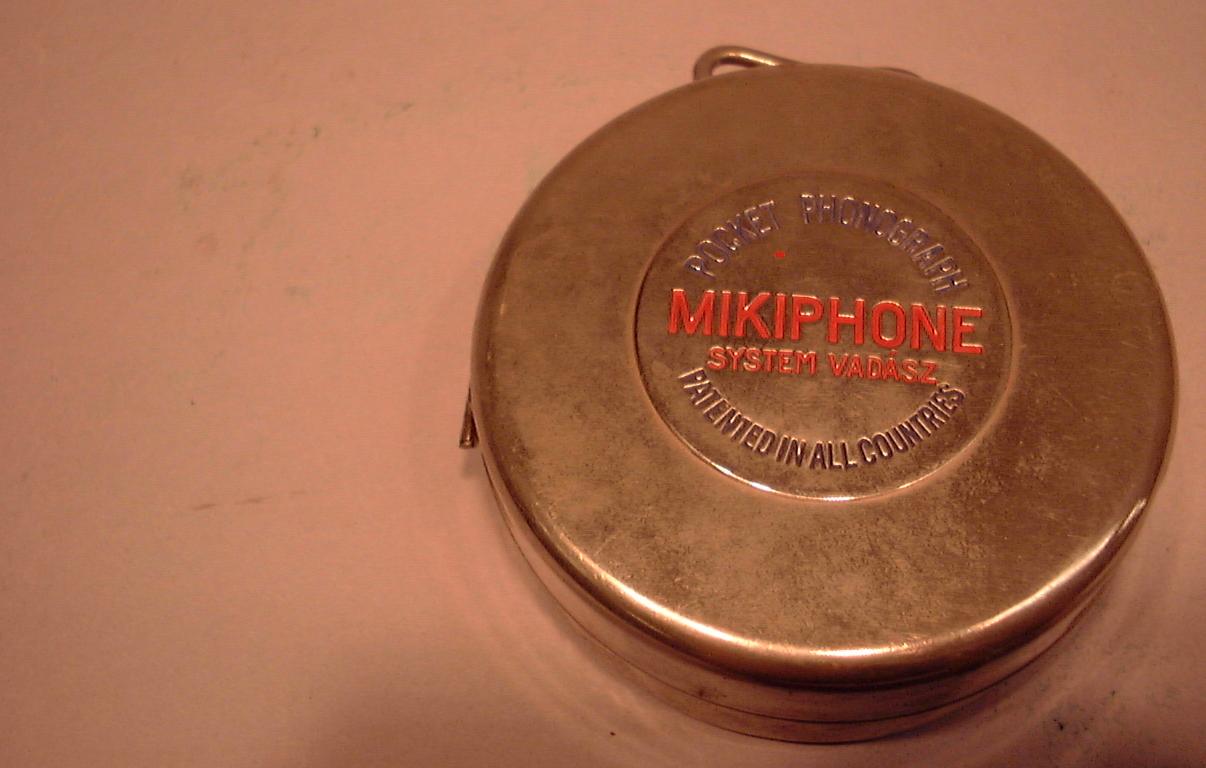 POCKET PHONOGRAPH
MIKIPHONE
SYSTEM VADÁSZ
PATENTED IN ALL COUNTRIES